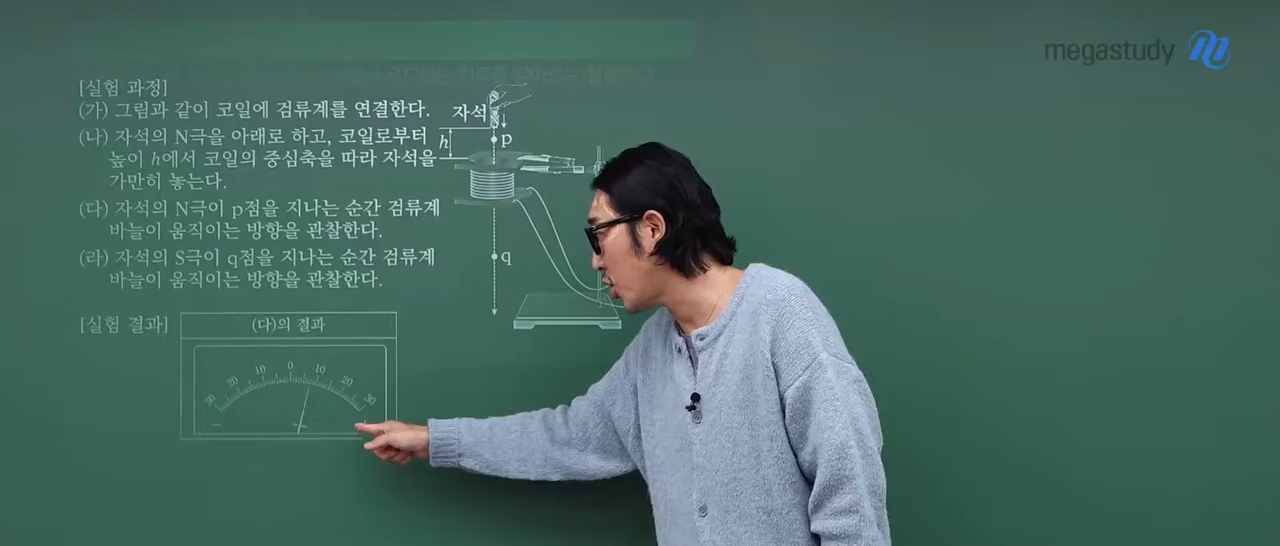 megastudy
[실험 과정]
(가) 그림과 같이 코일에 검류계를 연결한다.
(나) 자석의 N극을 아래로 하고, 코일로부터
높이 h에서 코일의 중심축을 따라 자석을
가만히 놓는다.
(다) 자석의 N극이 p점을 지나는 순간 검류계
바늘이 움직이는 방향을 관찰한다.
(라) 자석의 S극이 q점을 지나는 순간 검류계
바늘이 움직이는 방향을 관찰한다.
자석
S
N
h
p
q
[실험 결과]
(다)의 결과
30 20 10 0 10 20 30